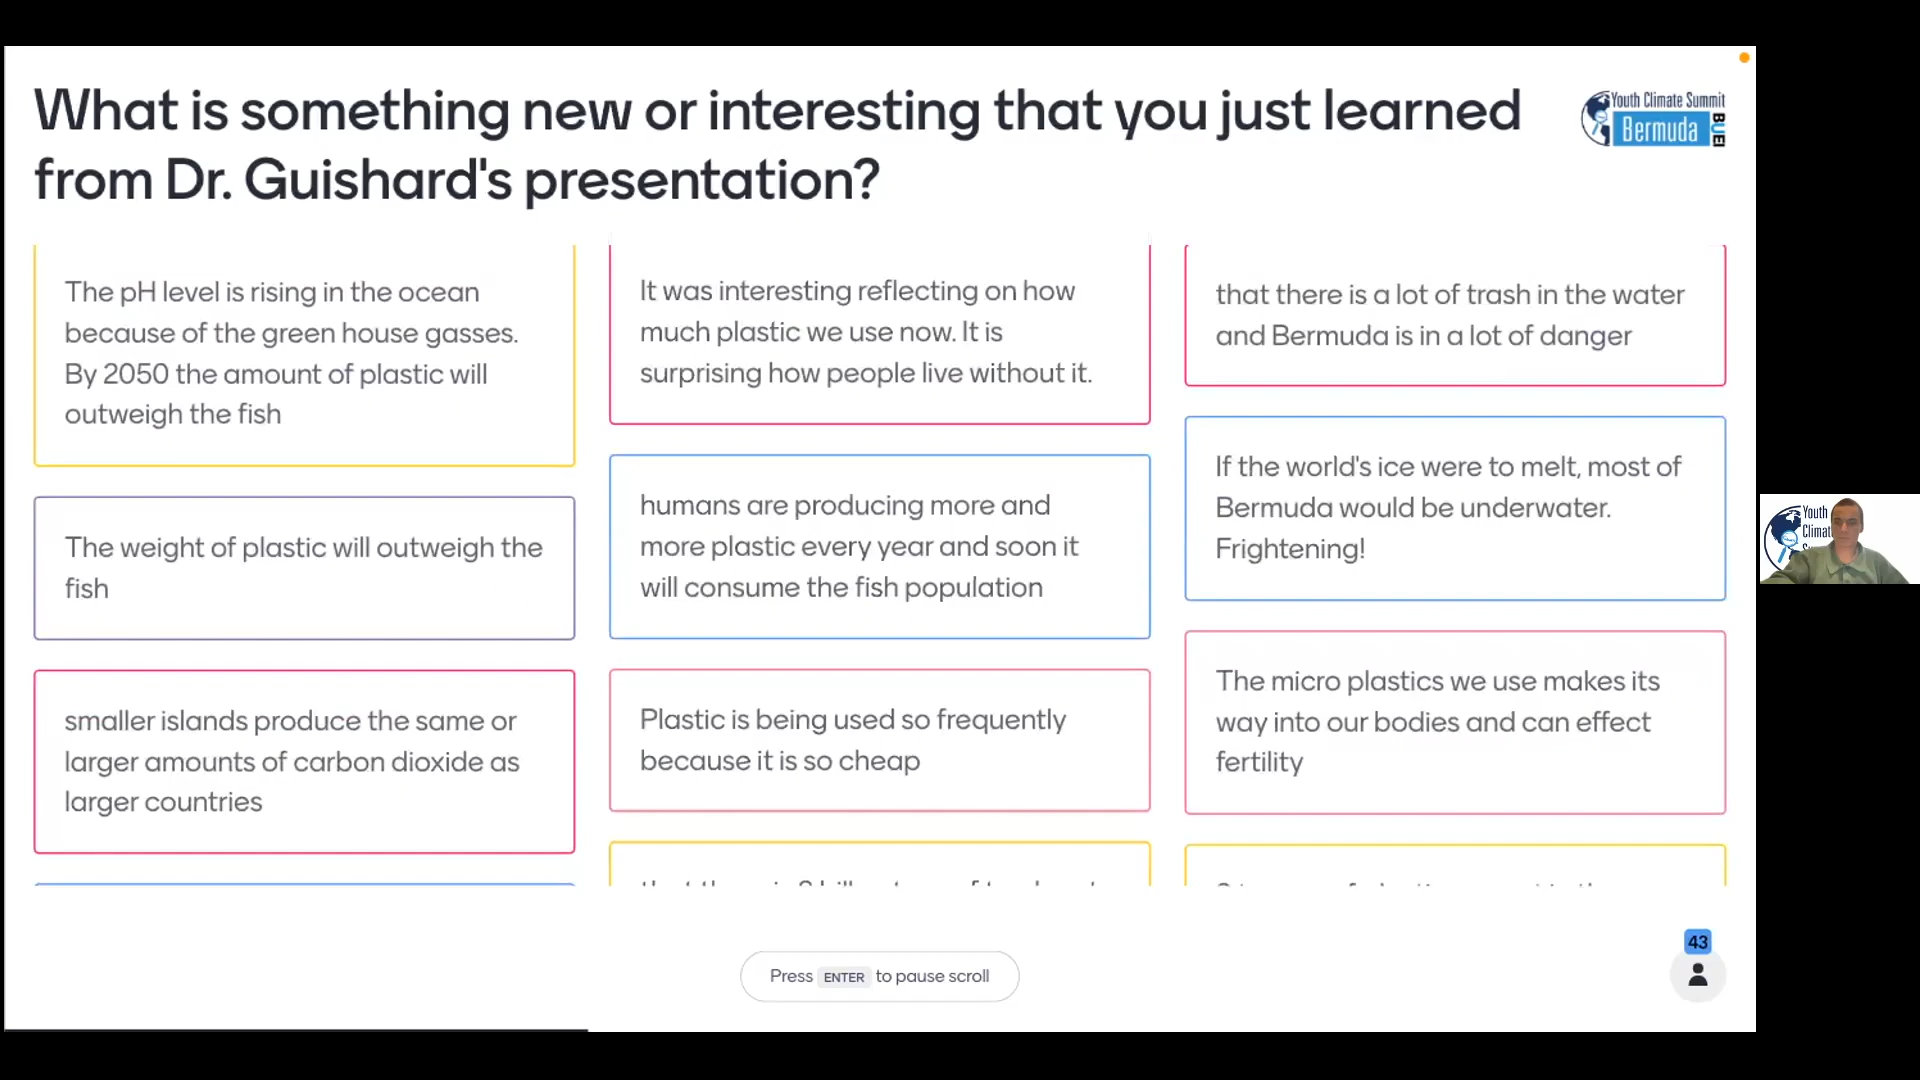 What is something new or interesting that you just learned
from Dr. Guishard's presentation?
Youth Climate Summit
Bermuda
BUEI
The pH level is rising in the ocean
because of the green house gasses.
By 2050 the amount of plastic will
outweigh the fish
The weight of plastic will outweigh the
fish
smaller islands produce the same or
larger amounts of carbon dioxide as
larger countries
It was interesting reflecting on how
much plastic we use now. It is
surprising how people live without it.
humans are producing more and
more plastic every year and soon it
will consume the fish population
Plastic is being used so frequently
because it is so cheap
that there is a lot of trash in the water
and Bermuda is in a lot of danger
If the world's ice were to melt, most of
Bermuda would be underwater.
Frightening!
The micro plastics we use makes its
way into our bodies and can effect
fertility
Press ENTER to pause scroll
43
Youth